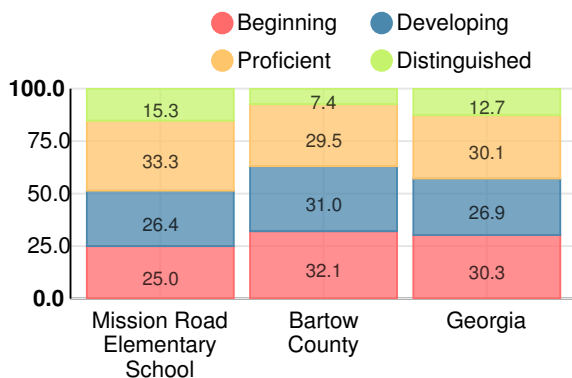 Beginning
Developing
Proficient
Distinguished
100.0
75.0
50.0
25.0
0.0
15.3
33.3
26.4
25.0
7.4
29.5
31.0
32.1
12.7
30.1
26.9
30.3
Mission Road
Elementary
School
Bartow
County
Georgia